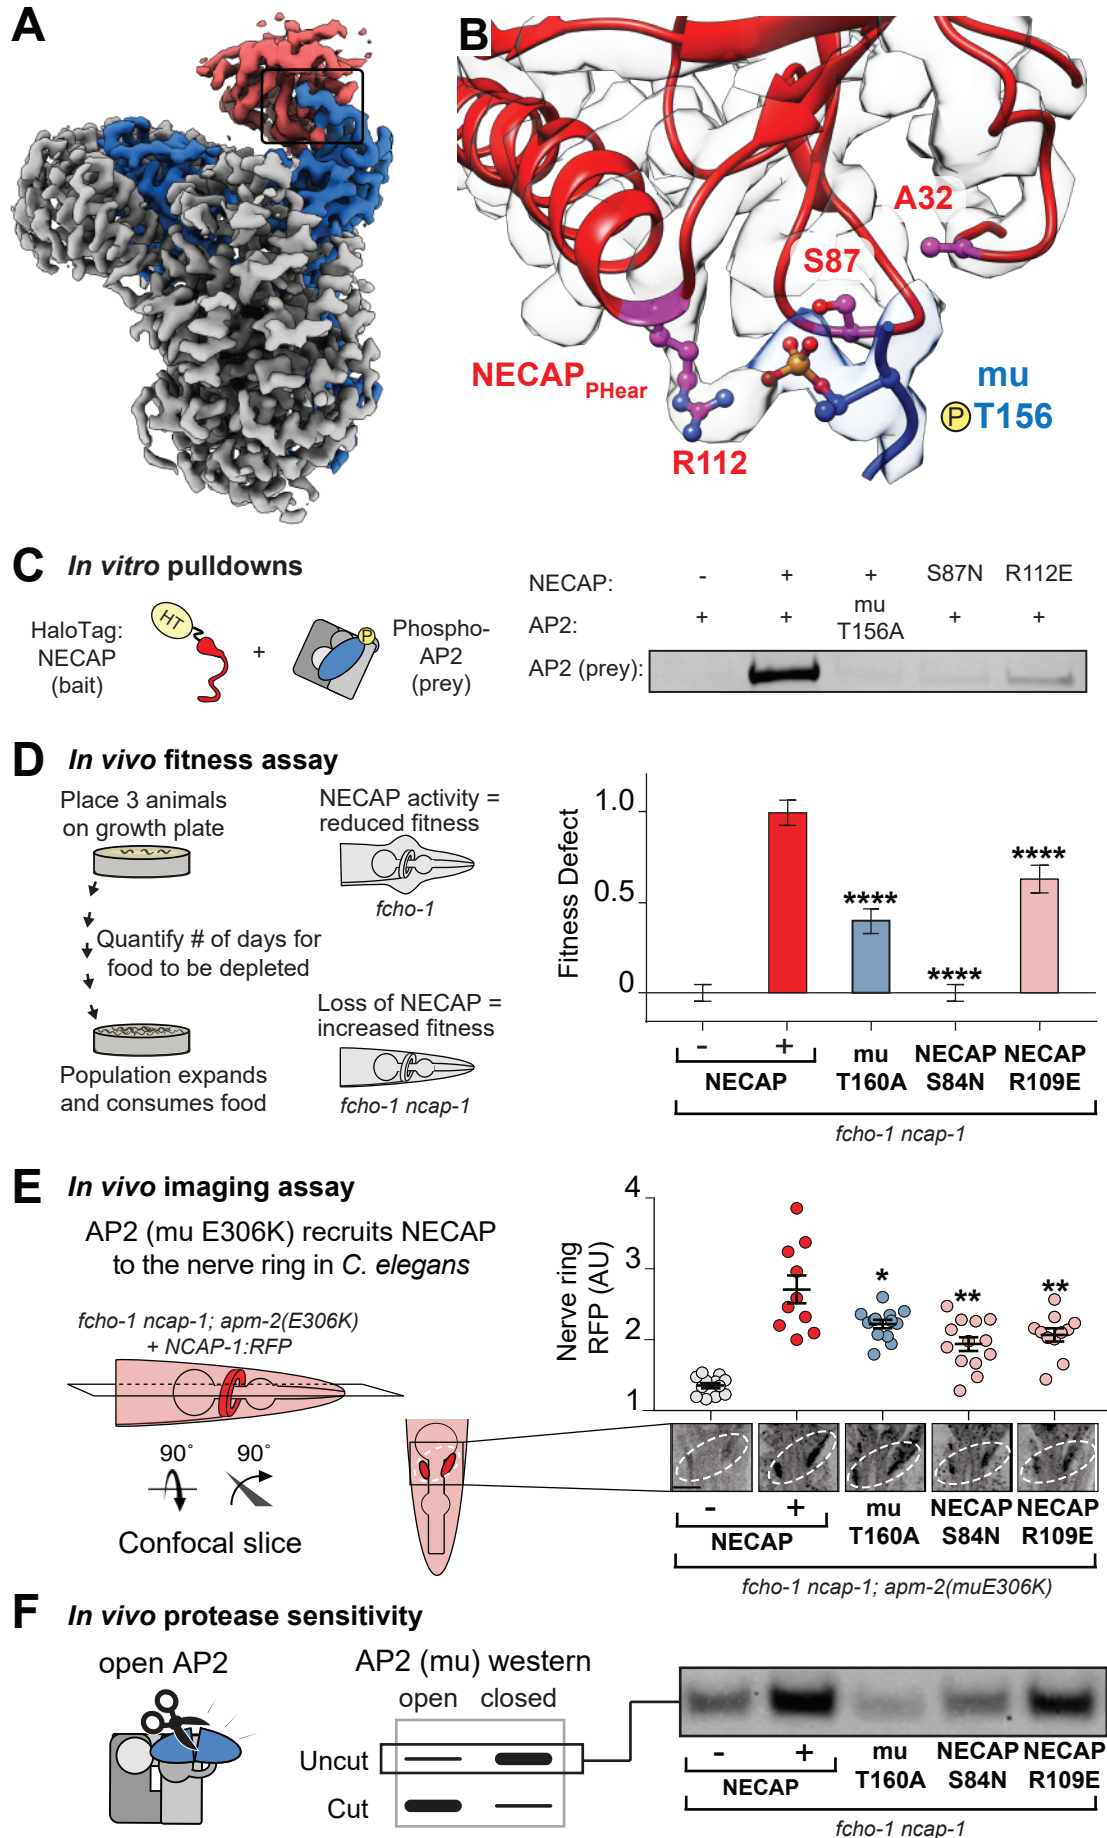 A
B
A32
S87
NECAP PHear
mu
P T156
R112
C In vitro pulldowns
HaloTag:
NECAP
(bait)
HT
+
P
Phospho-
AP2
(prey)
NECAP: - + + S87N R112E
AP2: + + mu T156A + +
AP2 (prey):
D In vivo fitness assay
Place 3 animals
on growth plate
Quantify # of days for
food to be depleted
Population expands
and consumes food
NECAP activity =
reduced fitness
fcho-1
Loss of NECAP =
increased fitness
fcho-1 ncap-1
Fitness Defect
1.0
0.5
0
****
****
****
- + mu T160A NECAP S84N NECAP R109E
NECAP
fcho-1 ncap-1
E In vivo imaging assay
AP2 (mu E306K) recruits NECAP
to the nerve ring in C. elegans
fcho-1 ncap-1; apm-2(E306K)
+ NCAP-1:RFP
90° 90°
Confocal slice
Nerve ring
RFP (AU)
4
3
2
1
* ** **
- + mu T160A NECAP S84N NECAP R109E
NECAP
fcho-1 ncap-1; apm-2(muE306K)
F In vivo protease sensitivity
open AP2
AP2 (mu) western
open closed
Uncut
Cut
- + mu T160A NECAP S84N NECAP R109E
NECAP
fcho-1 ncap-1